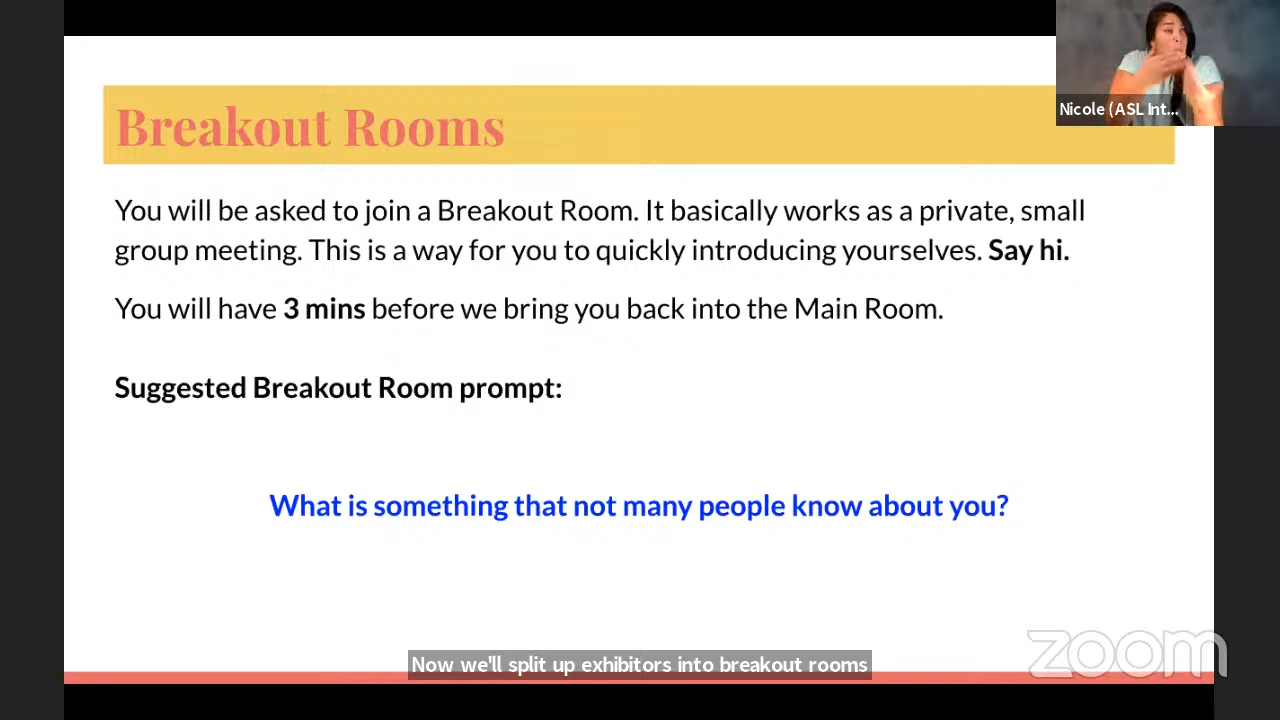 Breakout Rooms
Nicole (ASL Int...
You will be asked to join a Breakout Room. It basically works as a private, small
group meeting. This is a way for you to quickly introducing yourselves. Say hi.
You will have 3 mins before we bring you back into the Main Room.
Suggested Breakout Room prompt:
What is something that not many people know about you?
zoom
Now we'll split up exhibitors into breakout rooms